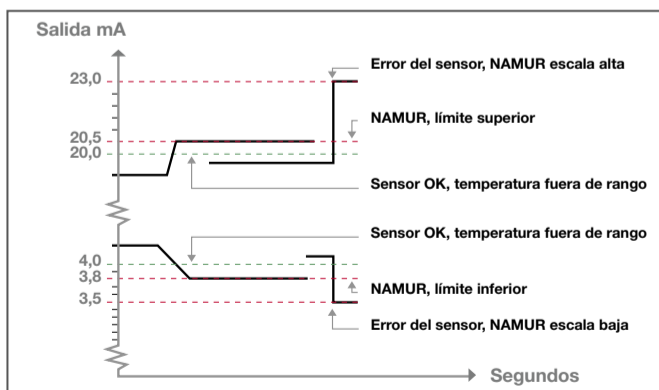 Salida mA
Error del sensor, NAMUR escala alta
23,0
NAMUR, límite superior
20,5
20,0
Sensor OK, temperatura fuera de rango
Sensor OK, temperatura fuera de rango
4,0
3,8
NAMUR, límite inferior
3,5
Error del sensor, NAMUR escala baja
Segundos